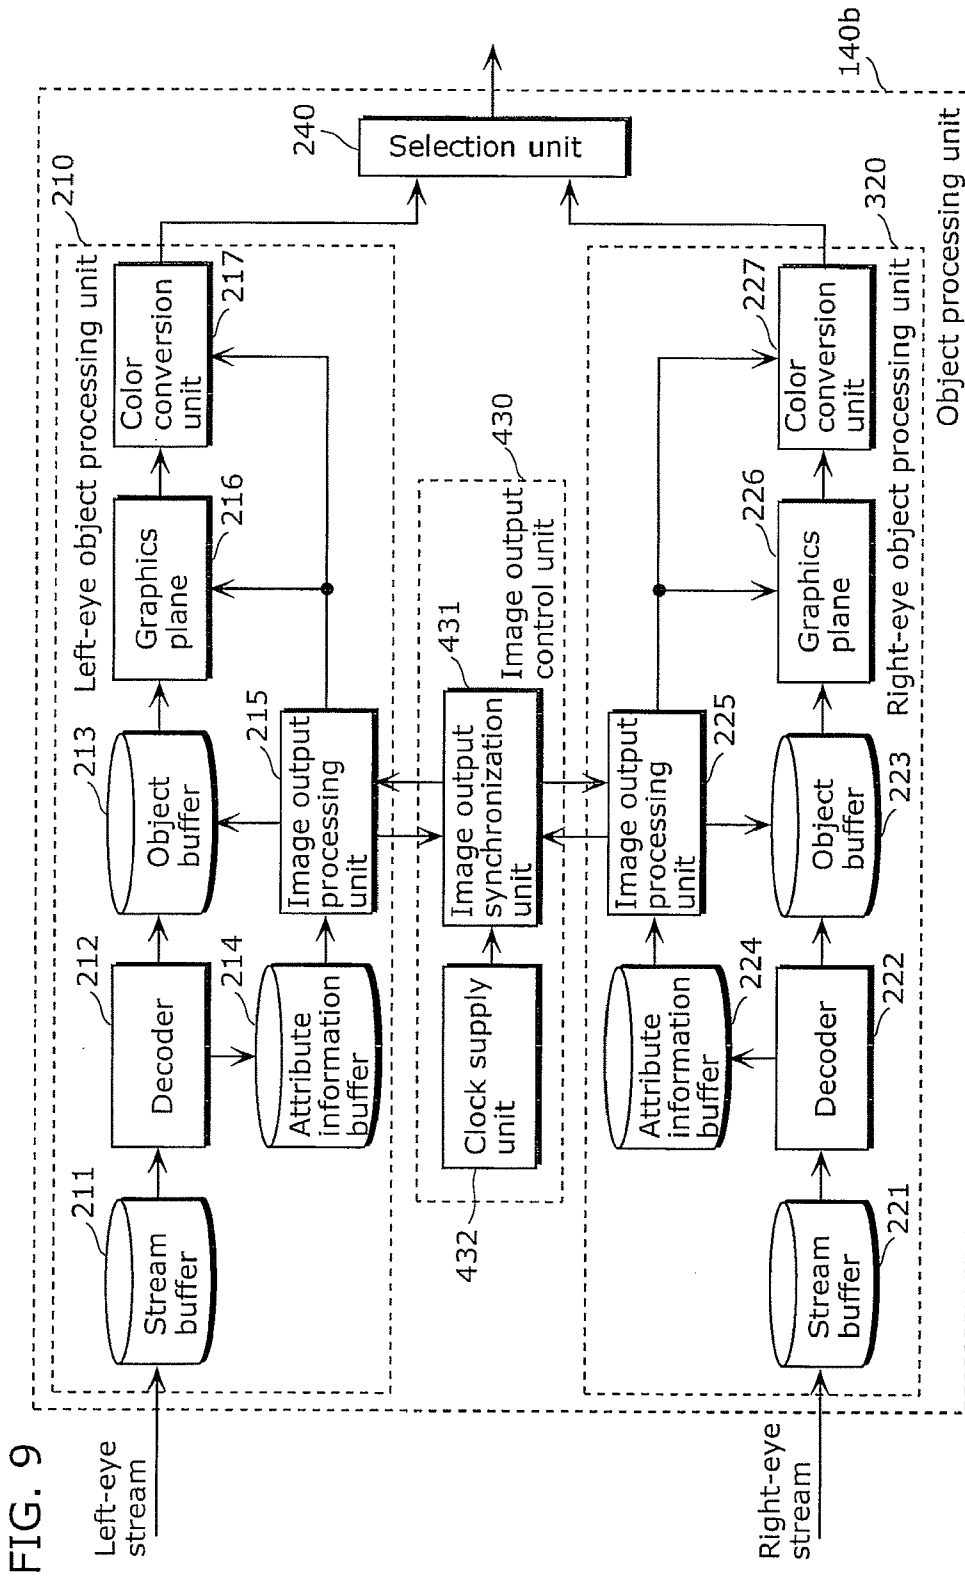 FIG. 9
140b
Object processing unit
Left-eye
stream
210
Left-eye object processing unit
211
Stream
buffer
212
Decoder
213
Object
buffer
214
Attribute
information
buffer
215
Image output
processing
unit
216
Graphics
plane
217
Color
conversion
unit
240
Selection unit
430
Image output
control unit
431
Image output
synchronization
unit
432
Clock supply
unit
Right-eye
stream
320
Right-eye object processing unit
221
Stream
buffer
222
Decoder
223
Object
buffer
224
Attribute
information
buffer
225
Image output
processing
unit
226
Graphics
plane
227
Color
conversion
unit